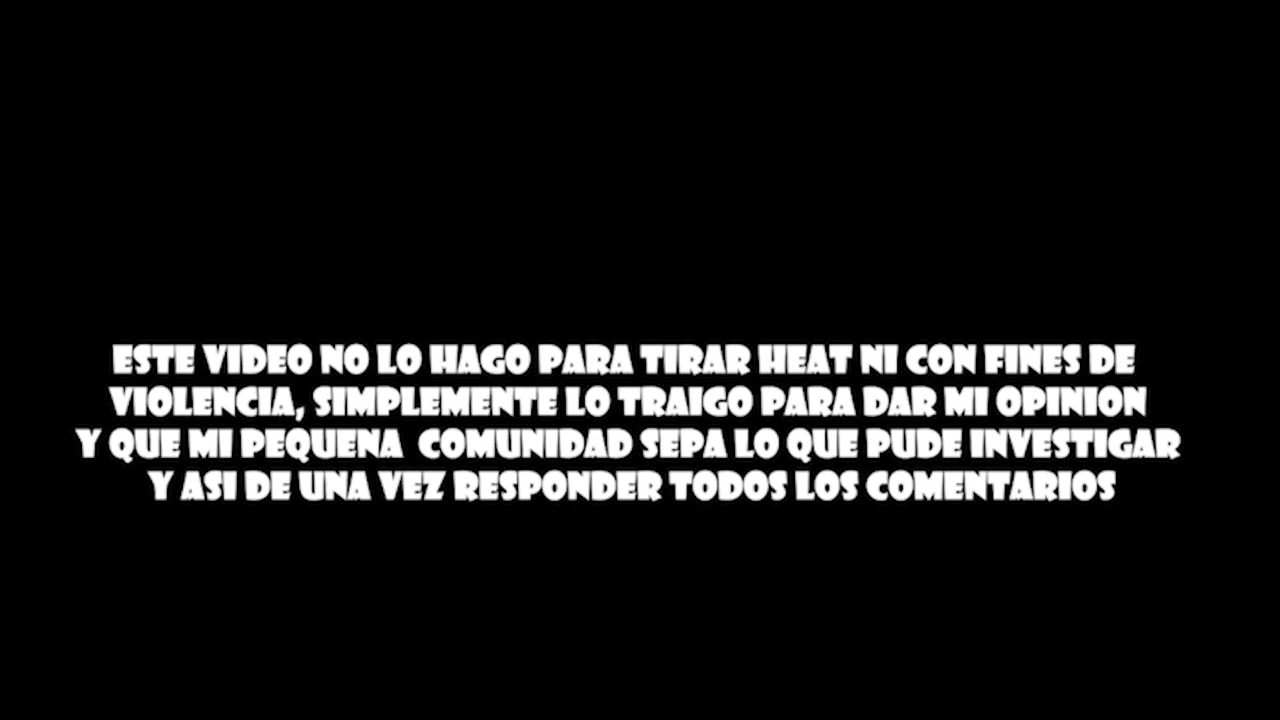 ESTE VIDEO NO LO HAGO PARA TIRAR HEAT NI CON FINES DE
VIOLENCIA, SIMPLEMENTE LO TRAIGO PARA DAR MI OPINION
Y QUE MI PEQUENA COMUNIDAD SEPA LO QUE PUDE INVESTIGAR
Y ASI DE UNA VEZ RESPONDER TODOS LOS COMENTARIOS